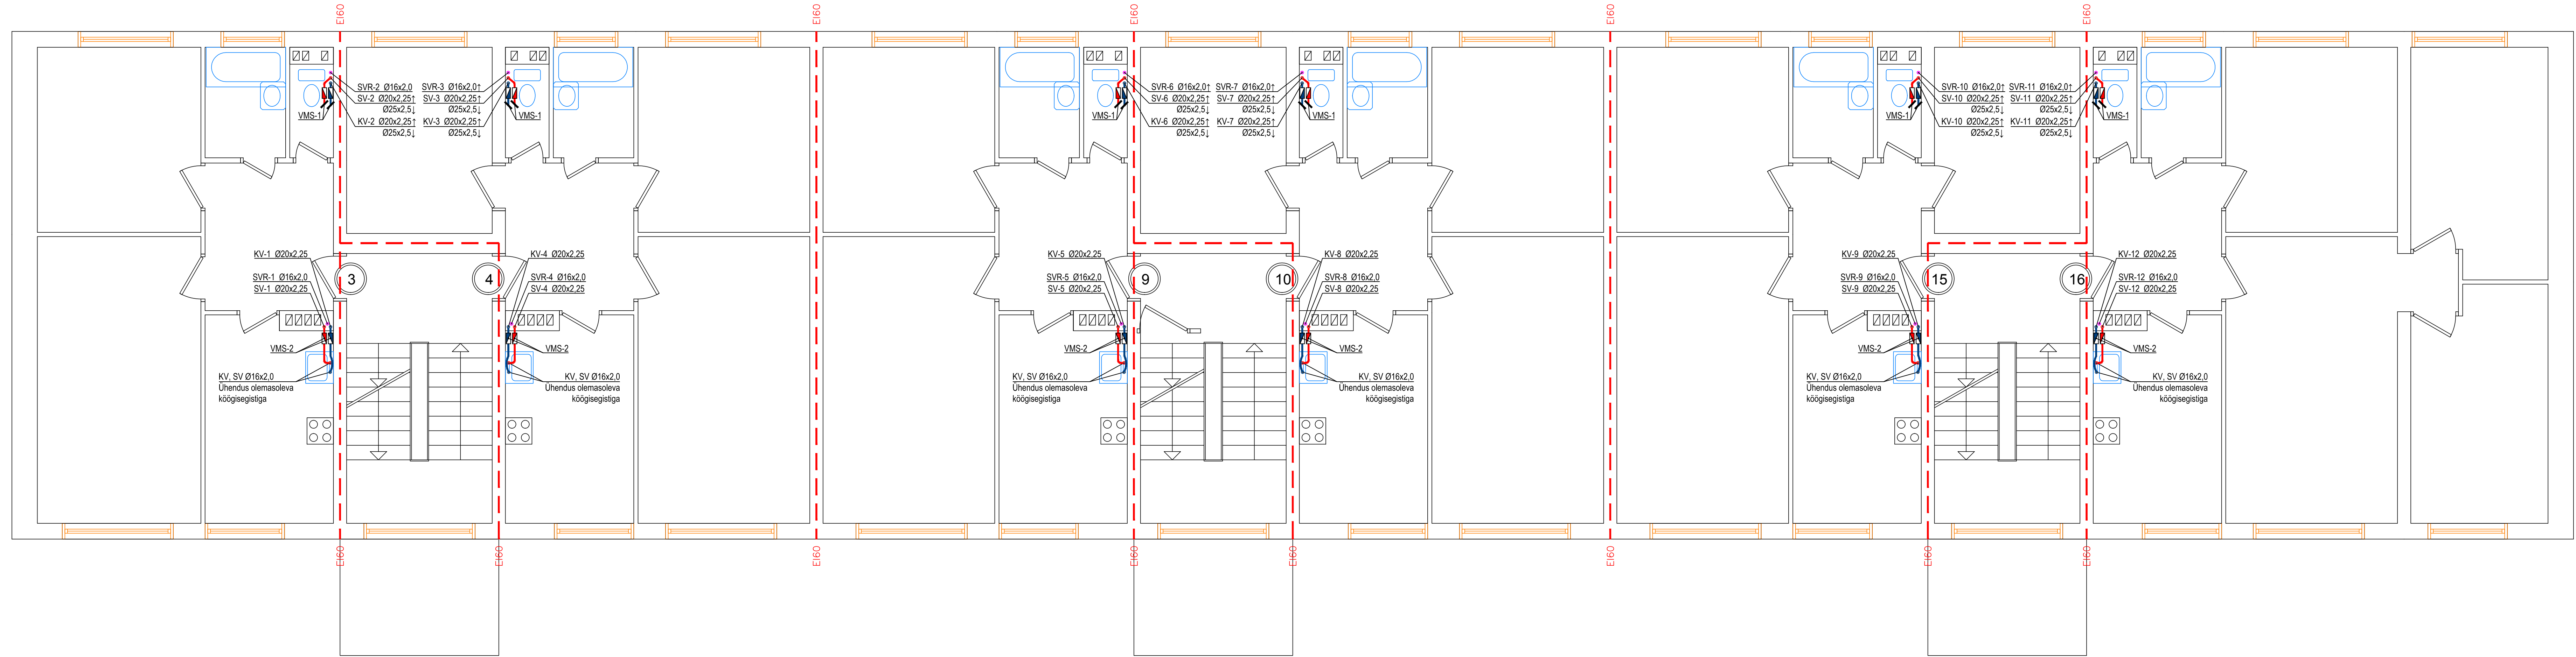 EI60
EI60
EI60
EI60
EI60
SVR-2 Ø16x2,0
SV-2 Ø20x2,25↑
Ø25x2,5↓
VMS-1
KV-2 Ø20x2,25↑
Ø25x2,5↓
SVR-3 Ø16x2,0↑
SV-3 Ø20x2,25↑
Ø25x2,5↓
VMS-1
KV-3 Ø20x2,25↑
Ø25x2,5↓
SVR-6 Ø16x2,0↑
SV-6 Ø20x2,25↑
Ø25x2,5↓
VMS-1
KV-6 Ø20x2,25↑
Ø25x2,5↓
SVR-7 Ø16x2,0↑
SV-7 Ø20x2,25↑
Ø25x2,5↓
VMS-1
KV-7 Ø20x2,25↑
Ø25x2,5↓
SVR-10 Ø16x2,0↑
SV-10 Ø20x2,25↑
Ø25x2,5↓
VMS-1
KV-10 Ø20x2,25↑
Ø25x2,5↓
SVR-11 Ø16x2,0↑
SV-11 Ø20x2,25↑
Ø25x2,5↓
VMS-1
KV-11 Ø20x2,25↑
Ø25x2,5↓
KV-1 Ø20x2,25
SVR-1 Ø16x2,0
SV-1 Ø20x2,25
3
4
KV-4 Ø20x2,25
SVR-4 Ø16x2,0
SV-4 Ø20x2,25
KV-5 Ø20x2,25
SVR-5 Ø16x2,0
SV-5 Ø20x2,25
9
10
KV-8 Ø20x2,25
SVR-8 Ø16x2,0
SV-8 Ø20x2,25
KV-9 Ø20x2,25
SVR-9 Ø16x2,0
SV-9 Ø20x2,25
15
16
KV-12 Ø20x2,25
SVR-12 Ø16x2,0
SV-12 Ø20x2,25
VMS-2
VMS-2
VMS-2
VMS-2
VMS-2
VMS-2
KV, SV Ø16x2,0
Ühendus olemasoleva
köögisegistiga
KV, SV Ø16x2,0
Ühendus olemasoleva
köögisegistiga
KV, SV Ø16x2,0
Ühendus olemasoleva
köögisegistiga
KV, SV Ø16x2,0
Ühendus olemasoleva
köögisegistiga
KV, SV Ø16x2,0
Ühendus olemasoleva
köögisegistiga
KV, SV Ø16x2,0
Ühendus olemasoleva
köögisegistiga
EI60
EI60
EI60
EI60
EI60
EI60
EI60
EI60